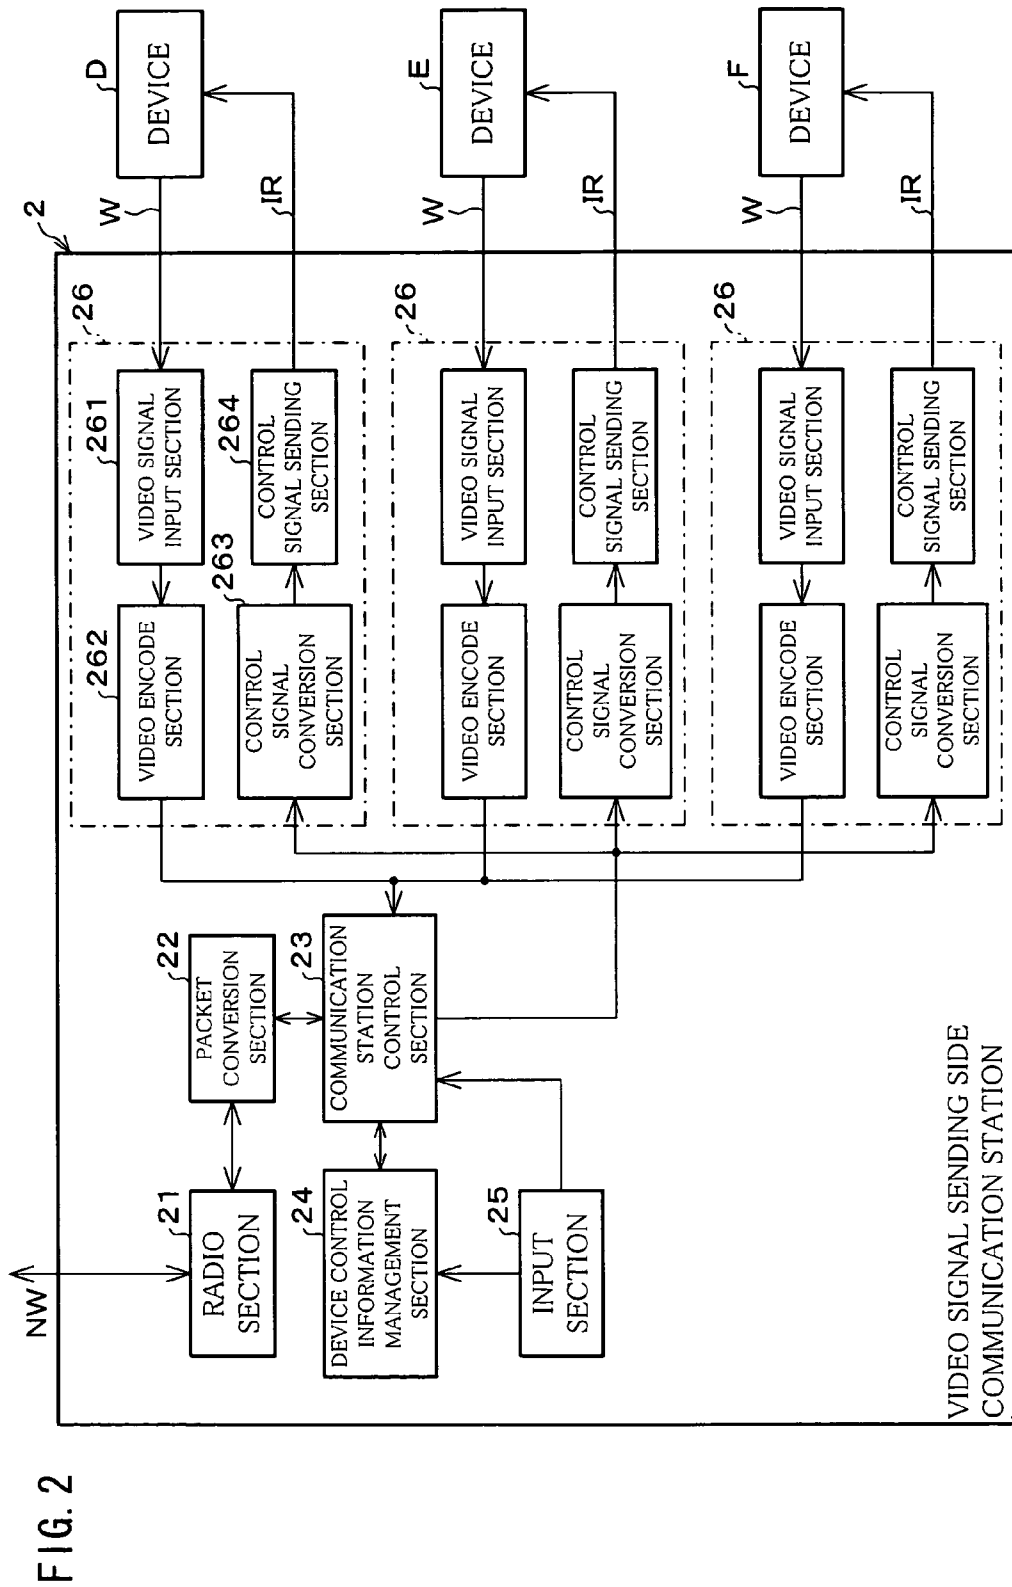 FIG. 2
NW
2
RADIO
SECTION
21
PACKET
CONVERSION
SECTION
22
COMMUNICATION
STATION
CONTROL
SECTION
23
DEVICE CONTROL
INFORMATION
MANAGEMENT
SECTION
24
INPUT
SECTION
25
26
VIDEO ENCODE
SECTION
262
VIDEO SIGNAL
INPUT SECTION
261
CONTROL
SIGNAL
CONVERSION
SECTION
263
CONTROL
SIGNAL SENDING
SECTION
264
W
IR
DEVICE
D
26
VIDEO ENCODE
SECTION
VIDEO SIGNAL
INPUT SECTION
CONTROL
SIGNAL
CONVERSION
SECTION
CONTROL
SIGNAL SENDING
SECTION
W
IR
DEVICE
E
26
VIDEO ENCODE
SECTION
VIDEO SIGNAL
INPUT SECTION
CONTROL
SIGNAL
CONVERSION
SECTION
CONTROL
SIGNAL SENDING
SECTION
W
IR
DEVICE
F
VIDEO SIGNAL SENDING SIDE
COMMUNICATION STATION